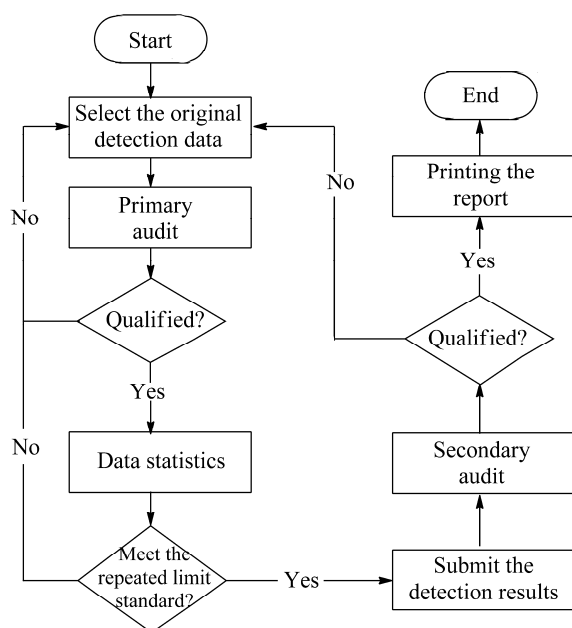 Start
Select the original
detection data
No
Primary
audit
Qualified?
Yes
No
Data statistics
Meet the
repeated limit
standard?
Yes
Submit the
detection results
Secondary
audit
Qualified?
No
Yes
Printing the
report
End